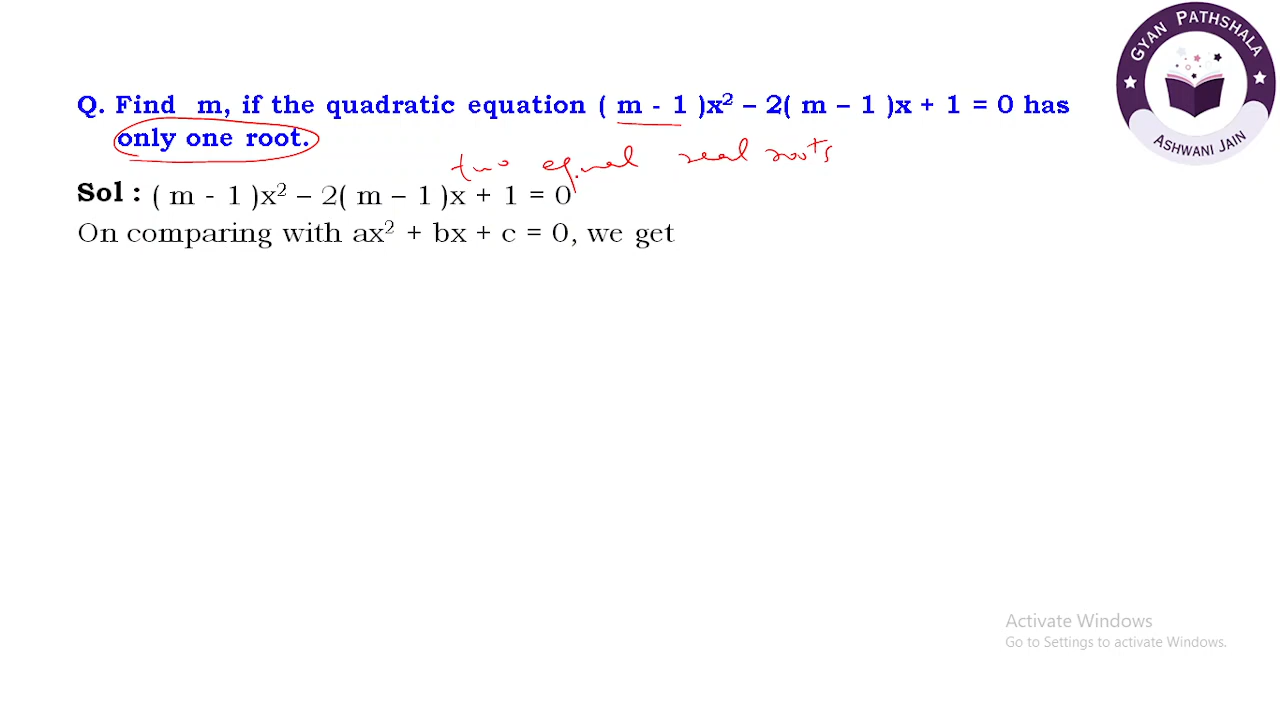 GYAN PATHSHALA
ASHWANI JAIN
Q. Find m, if the quadratic equation ( m - 1 )x² – 2( m – 1 )x + 1 = 0 has
only one root.
two equal real roots
Sol : ( m - 1 )x² – 2( m – 1 )x + 1 = 0
On comparing with ax² + bx + c = 0, we get
Activate Windows
Go to Settings to activate Windows.